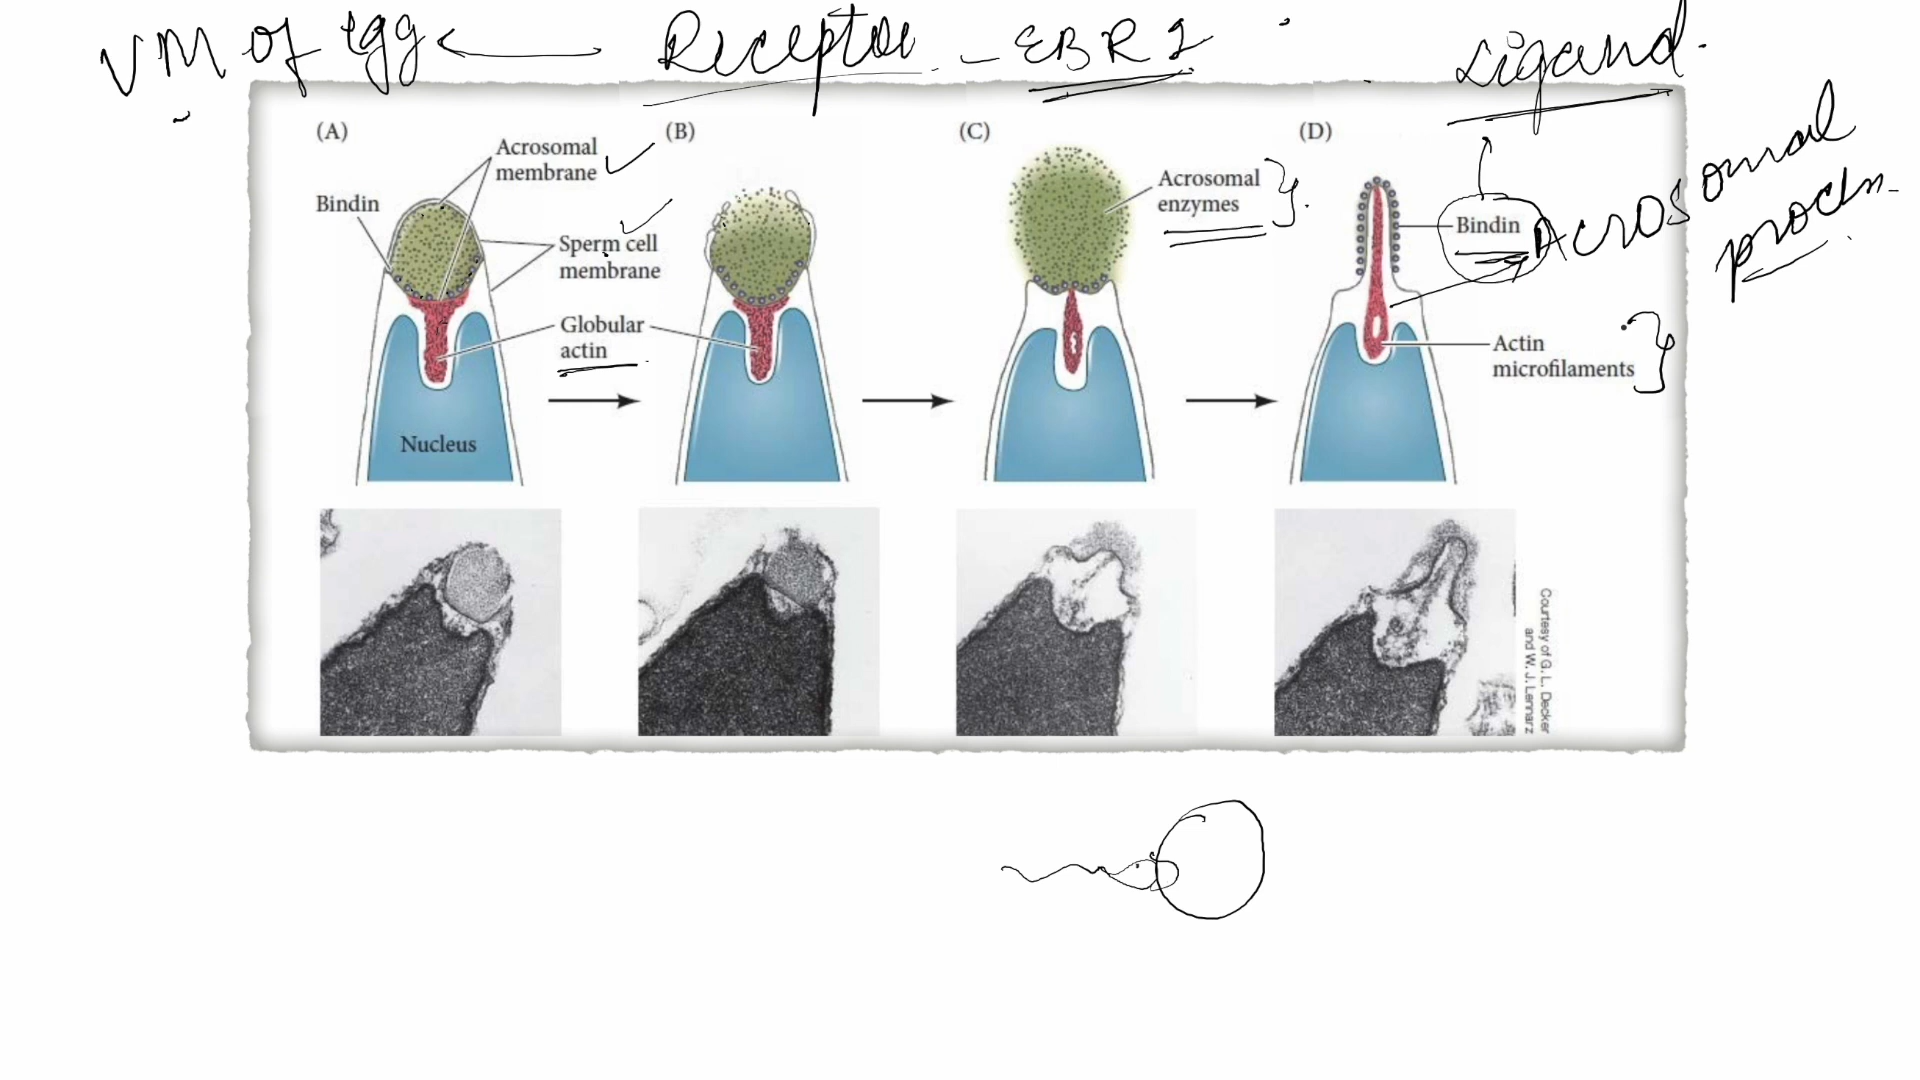 VM of Egg ← Receptor - EBR1 Ligand.
(A) (B) (C) (D)
Acrosomal
membrane
Bindin
Sperm cell
membrane
Globular
actin
Nucleus
Acrosomal
enzymes
Bindin
Acrosomal
Actin
microfilaments
Courtesy of G. L. Decker
and W. J. Lennarz